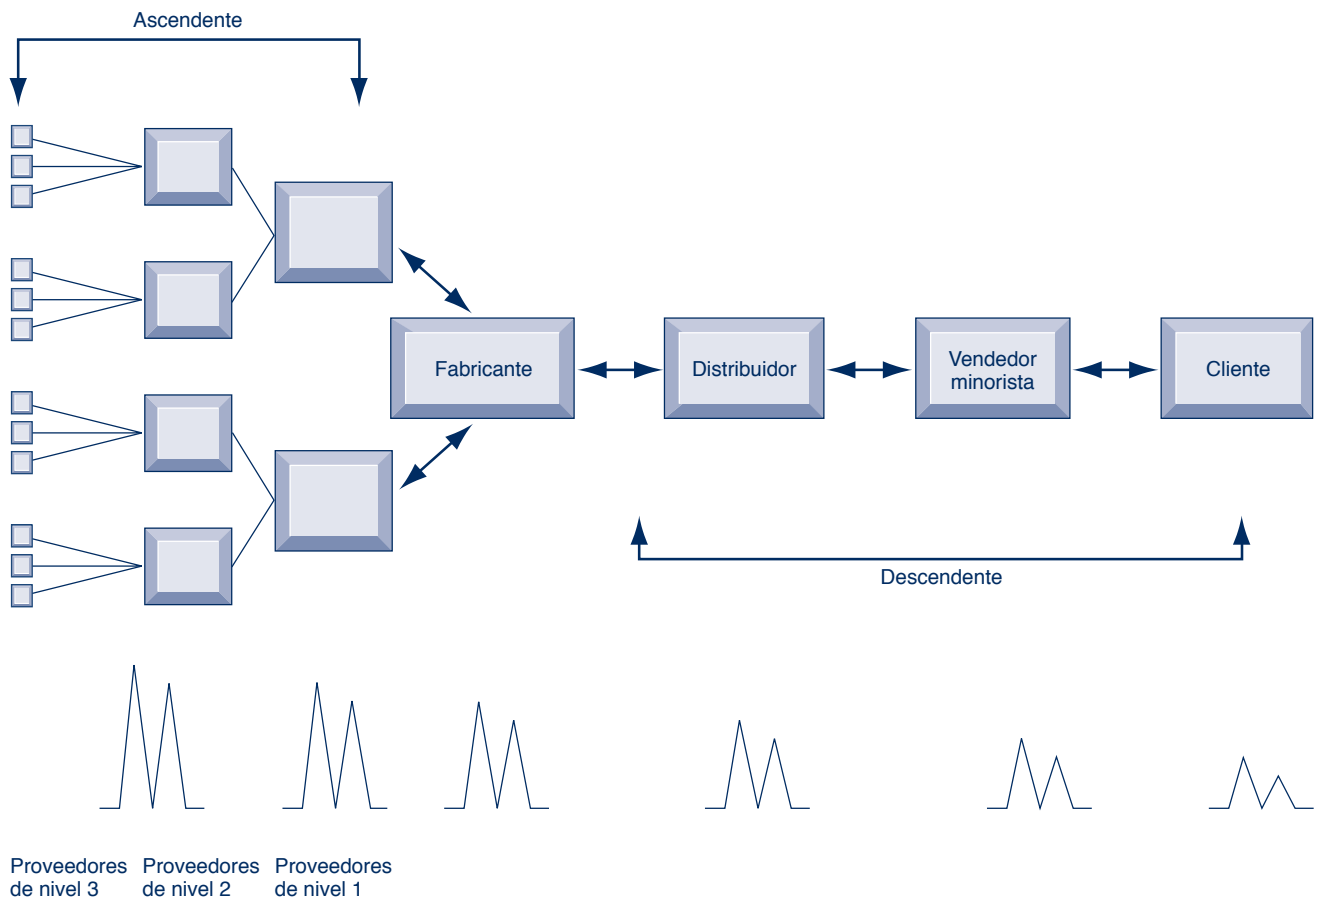 Ascendente
Fabricante
Distribuidor
Vendedor
minorista
Cliente
Descendente
Proveedores
de nivel 3
Proveedores
de nivel 2
Proveedores
de nivel 1